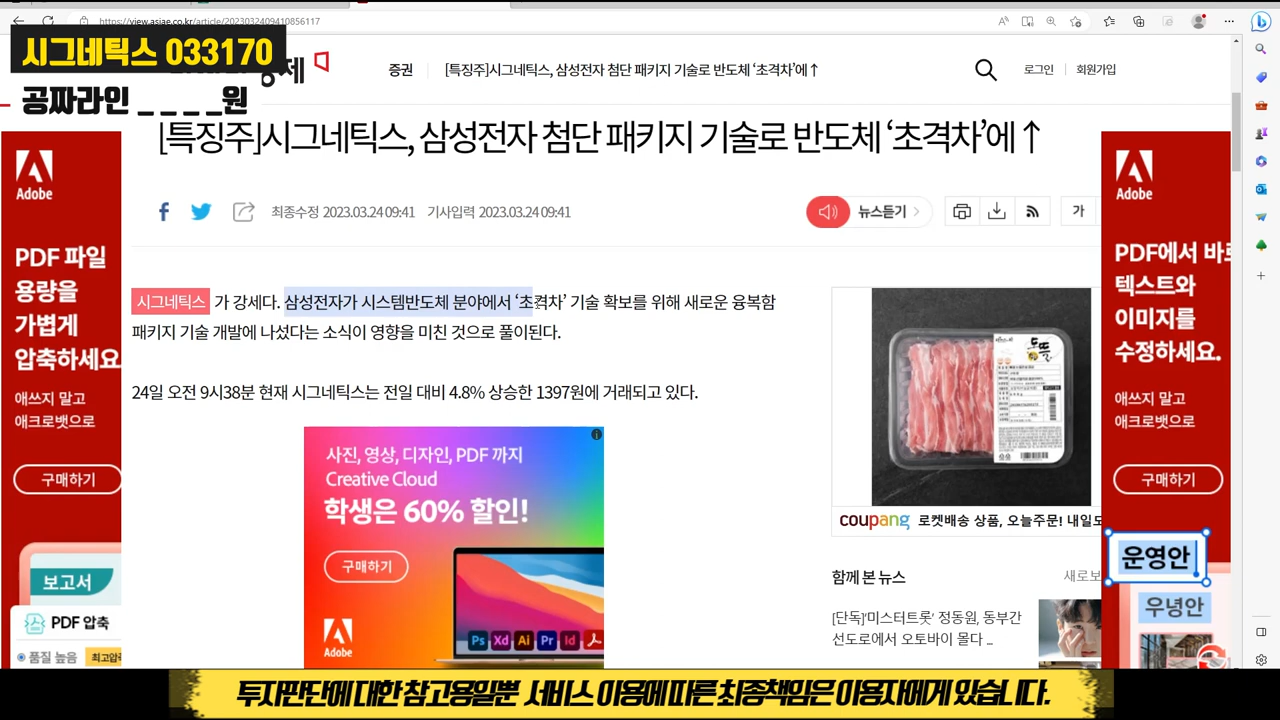 https://view.asiae.co.kr/article/2023032409410856117
시그네틱스 033170
공짜라인 _ _ _ _원
증권
[특징주]시그네틱스, 삼성전자 첨단 패키지 기술로 반도체 ‘초격차’에↑
로그인
회원가입
[특징주]시그네틱스, 삼성전자 첨단 패키지 기술로 반도체 ‘초격차’에↑
최종수정 2023.03.24 09:41 기사입력 2023.03.24 09:41
뉴스듣기
가
시그네틱스 가 강세다. 삼성전자가 시스템반도체 분야에서 ‘초격차’ 기술 확보를 위해 새로운 융복합
패키지 기술 개발에 나섰다는 소식이 영향을 미친 것으로 풀이된다.
24일 오전 9시38분 현재 시그네틱스는 전일 대비 4.8% 상승한 1397원에 거래되고 있다.
Adobe
PDF 파일
용량을
가볍게
압축하세요
애쓰지 말고
애크로뱃으로
구매하기
보고서
PDF 압축
품질 높음
최고압축
사진, 영상, 디자인, PDF 까지
Creative Cloud
학생은 60% 할인!
구매하기
Adobe
Ps Xd Ai Pr Id
도뜰
coupang 로켓배송 상품, 오늘주문! 내일도
함께 본 뉴스
새로보
[단독]'미스터트롯' 정동원, 동부간
선도로에서 오토바이 몰다 ..
Adobe
PDF에서 바로
텍스트와
이미지를
수정하세요.
애쓰지 말고
애크로뱃으로
구매하기
운영안
우녕안
투자판단에 대한 참고용일뿐 서비스 이용에 따른 최종책임은 이용자에게 있습니다.